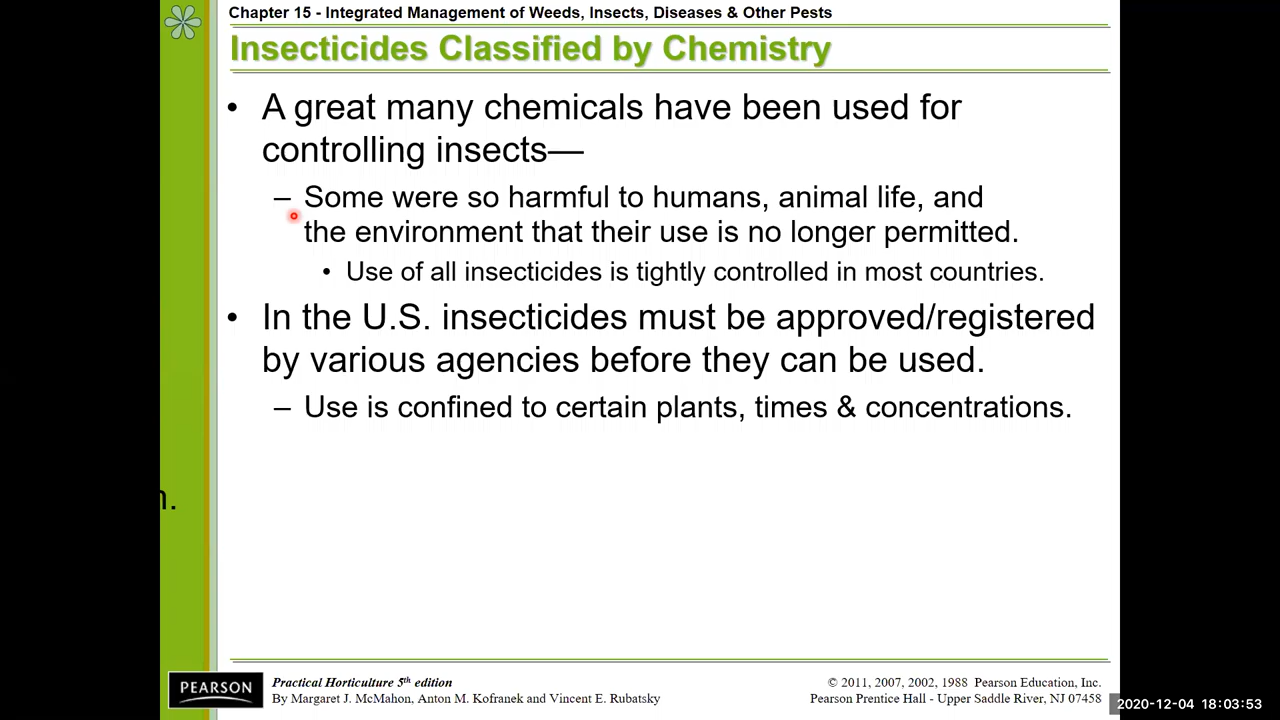 Chapter 15 - Integrated Management of Weeds, Insects, Diseases & Other Pests
Insecticides Classified by Chemistry
• A great many chemicals have been used for
controlling insects—
– Some were so harmful to humans, animal life, and
the environment that their use is no longer permitted.
• Use of all insecticides is tightly controlled in most countries.
• In the U.S. insecticides must be approved/registered
by various agencies before they can be used.
– Use is confined to certain plants, times & concentrations.
PEARSON
Practical Horticulture 5th edition
By Margaret J. McMahon, Anton M. Kofranek and Vincent E. Rubatsky
© 2011, 2007, 2002, 1988 Pearson Education, Inc.
Pearson Prentice Hall - Upper Saddle River, NJ 07458
2020-12-04 18:03:53